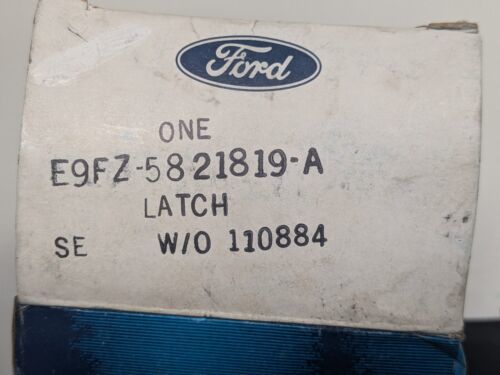 Ford
ONE
E9FZ-5821819-A
LATCH
SE W/O 110884